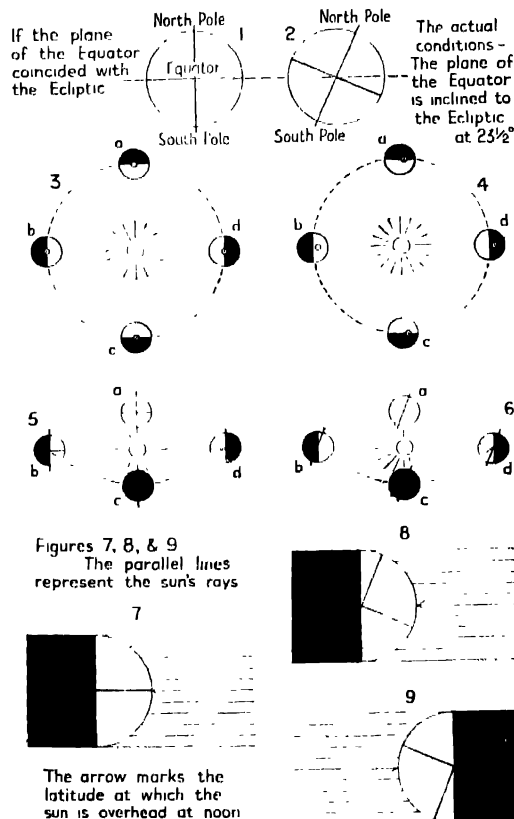 If the plane
of the Equator
coincided with
the Ecliptic
North Pole
1
Equator
South Pole
2
North Pole
South Pole
The actual
conditions -
The plane of
the Equator
is inclined to
the Ecliptic
at 23½°
3
a
b
d
c
4
a
b
d
c
5
a
b
d
c
6
a
b
d
c
Figures 7, 8, & 9
The parallel lines
represent the sun's rays
7
8
9
The arrow marks the
latitude at which the
sun is overhead at noon